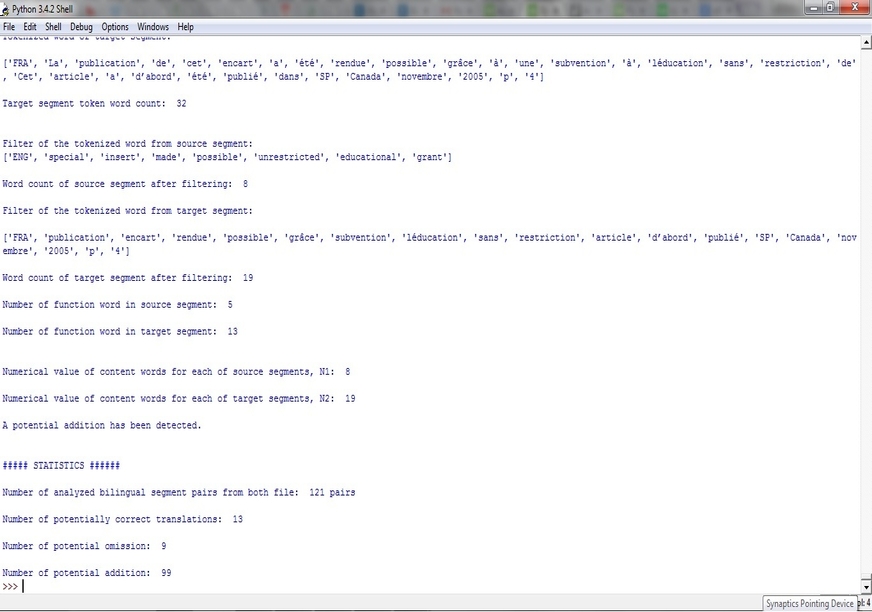 Python 3.4.2 Shell
File Edit Shell Debug Options Windows Help
Tokenized word of target segment:
['FRA', 'La', 'publication', 'de', 'cet', 'encart', 'a', 'été', 'rendue', 'possible', 'grâce', 'à', 'une', 'subvention', 'à', 'léducation', 'sans', 'restriction', 'de'
, 'Cet', 'article', 'a', 'd’abord', 'été', 'publié', 'dans', 'SP', 'Canada', 'novembre', '2005', 'p', '4']
Target segment token word count: 32
Filter of the tokenized word from source segment:
['ENG', 'special', 'insert', 'made', 'possible', 'unrestricted', 'educational', 'grant']
Word count of source segment after filtering: 8
Filter of the tokenized word from target segment:
['FRA', 'publication', 'encart', 'rendue', 'possible', 'grâce', 'subvention', 'léducation', 'sans', 'restriction', 'article', 'd’abord', 'publié', 'SP', 'Canada', 'nov
embre', '2005', 'p', '4']
Word count of target segment after filtering: 19
Number of function word in source segment: 5
Number of function word in target segment: 13
Numerical value of content words for each of source segments, N1: 8
Numerical value of content words for each of target segments, N2: 19
A potential addition has been detected.
##### STATISTICS ######
Number of analyzed bilingual segment pairs from both file: 121 pairs
Number of potentially correct translations: 13
Number of potential omission: 9
Number of potential addition: 99
>>>
Synaptics Pointing Device